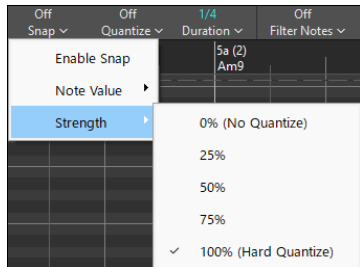 Off Off 1/4 Off
Snap Quantize Duration Filter Notes
5a (2)
Am9
Enable Snap
Note Value
Strength
0% (No Quantize)
25%
50%
75%
100% (Hard Quantize)